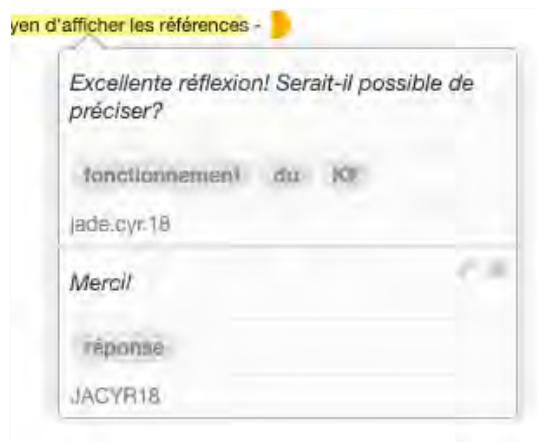 yen d'afficher les références -
Excellente réflexion! Serait-il possible de
préciser?
fonctionnement du KF
jade.cyr.18
Merci!
réponse
JACYR18